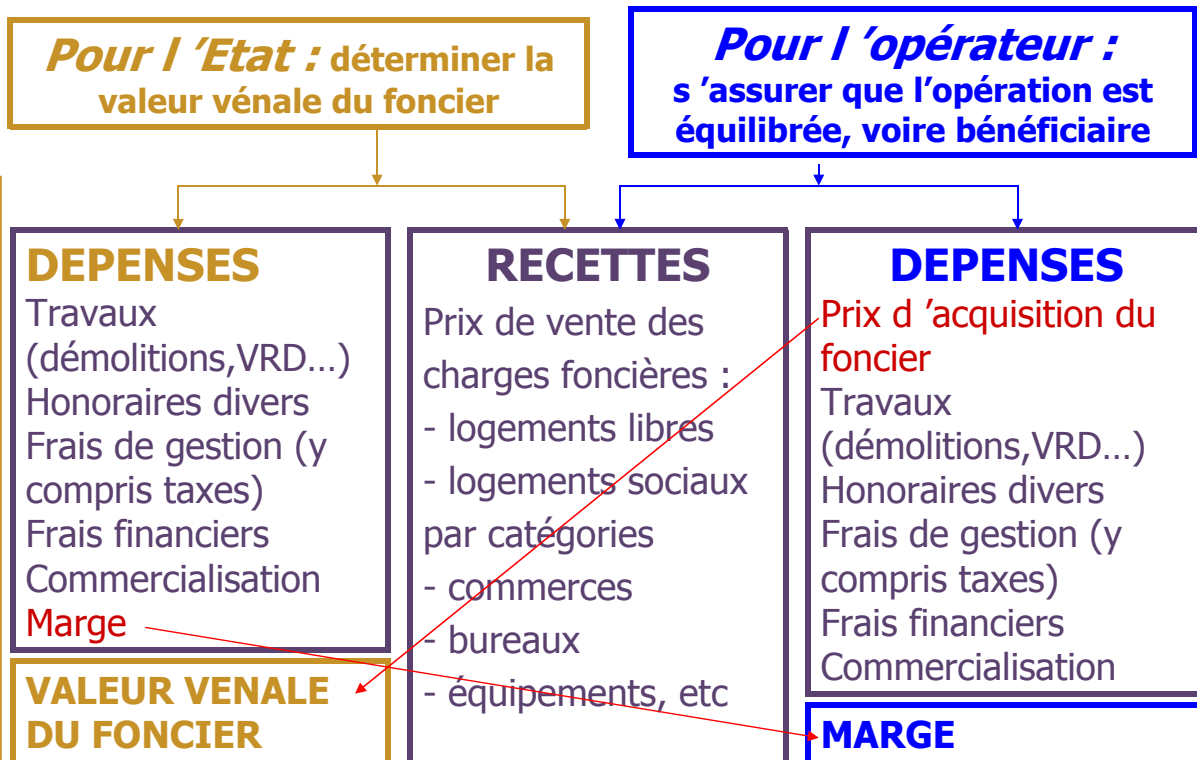 Pour l ’Etat : déterminer la
valeur vénale du foncier
Pour l ’opérateur :
s ’assurer que l’opération est
équilibrée, voire bénéficiaire
DEPENSES
Travaux
(démolitions,VRD…)
Honoraires divers
Frais de gestion (y
compris taxes)
Frais financiers
Commercialisation
Marge
VALEUR VENALE
DU FONCIER
RECETTES
Prix de vente des
charges foncières :
- logements libres
- logements sociaux
par catégories
- commerces
- bureaux
- équipements, etc
DEPENSES
Prix d ’acquisition du
foncier
Travaux
(démolitions,VRD…)
Honoraires divers
Frais de gestion (y
compris taxes)
Frais financiers
Commercialisation
MARGE